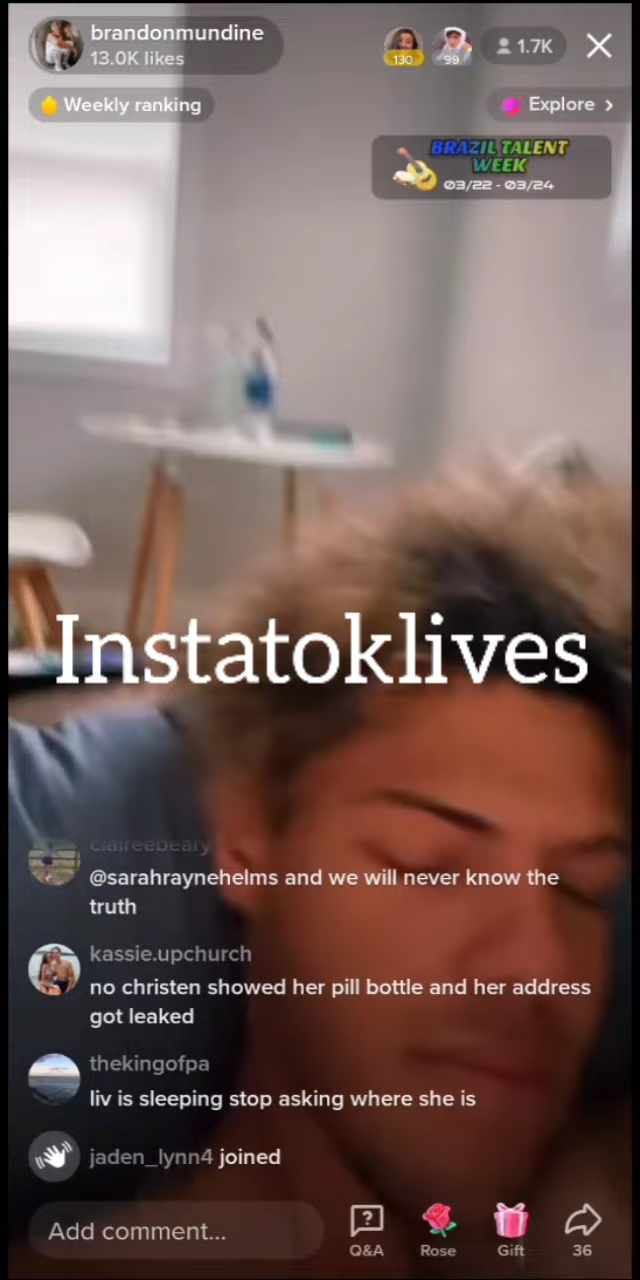 brandonmundine
13.0K likes
130
99
1.7K
Weekly ranking
Explore >
BRAZIL TALENT
WEEK
03/22 - 03/24
Instatoklives
claireebeary
@sarahraynehelms and we will never know the
truth
kassie.upchurch
no christen showed her pill bottle and her address
got leaked
thekingofpa
liv is sleeping stop asking where she is
jaden_lynn4 joined
Add comment...
Q&A
Rose
Gift
36